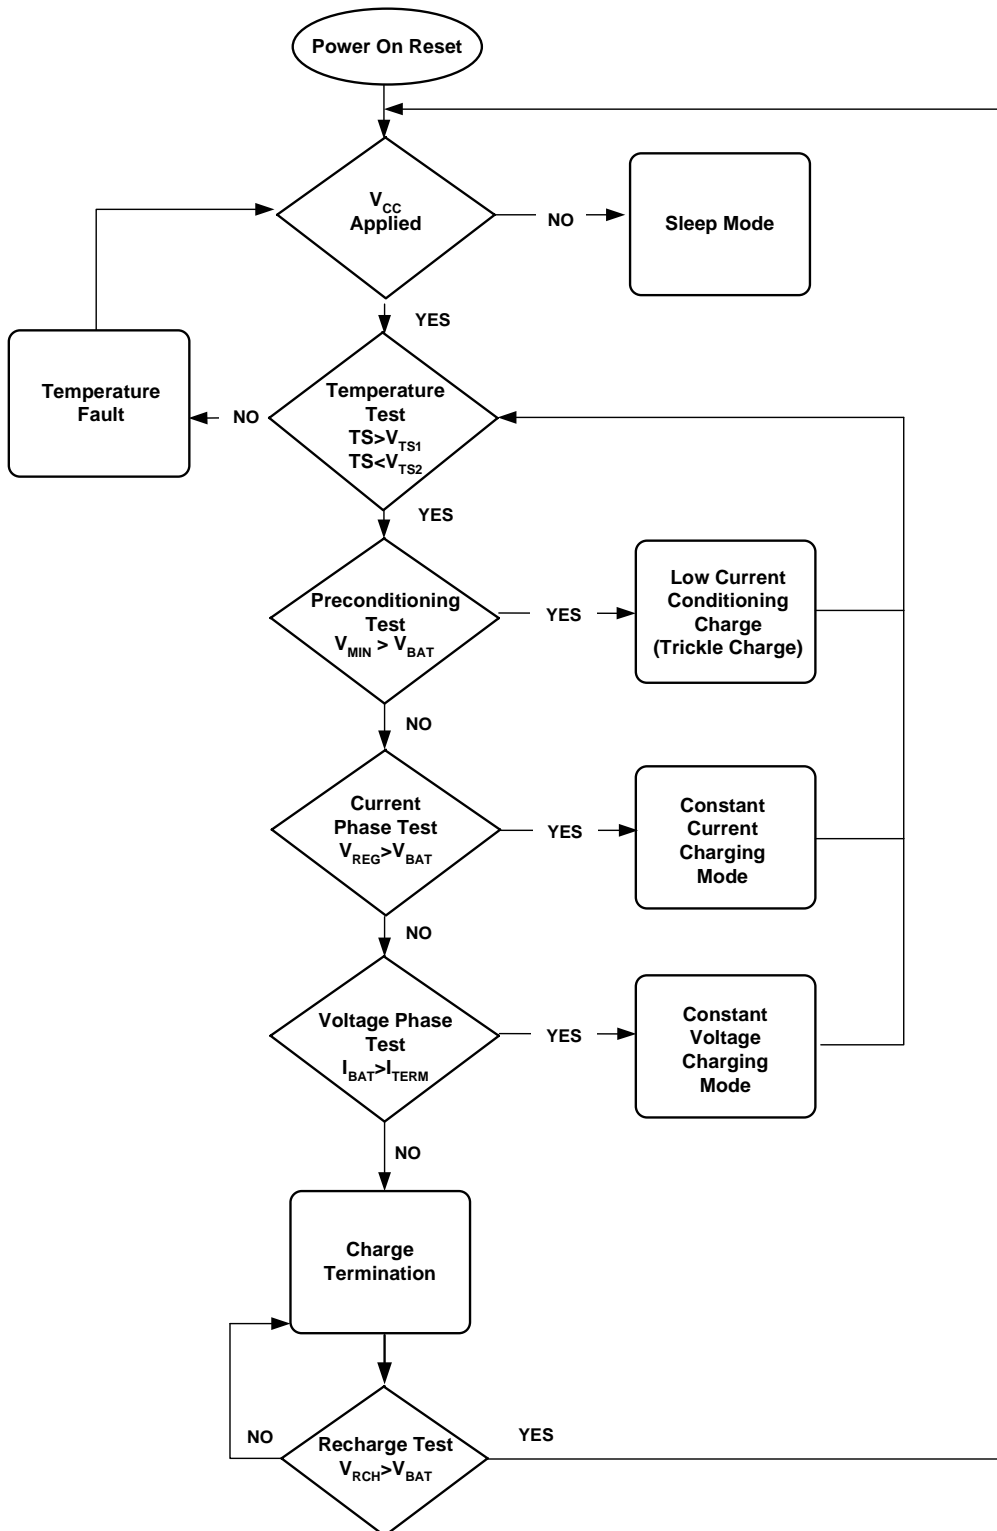 Power On Reset
V_CC
Applied
NO
Sleep Mode
YES
Temperature
Fault
NO
Temperature
Test
TS>V_TS1
TS<V_TS2
YES
Preconditioning
Test
V_MIN > V_BAT
YES
Low Current
Conditioning
Charge
(Trickle Charge)
NO
Current
Phase Test
V_REG>V_BAT
YES
Constant
Current
Charging
Mode
NO
Voltage Phase
Test
I_BAT>I_TERM
YES
Constant
Voltage
Charging
Mode
NO
Charge
Termination
NO
Recharge Test
V_RCH>V_BAT
YES